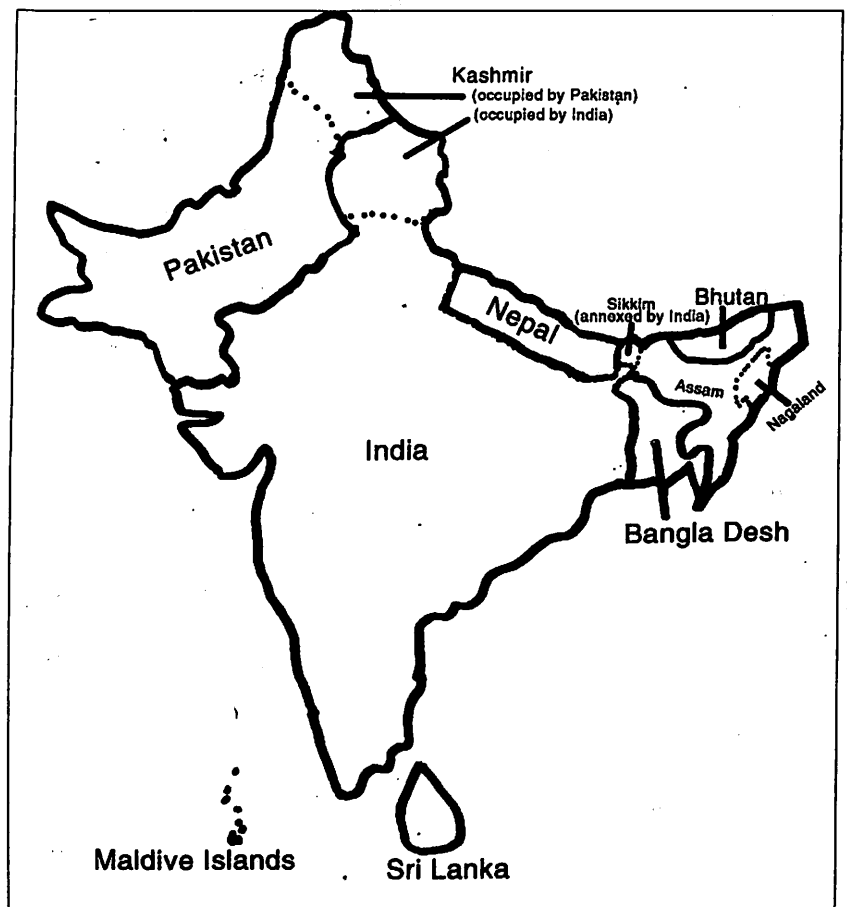 Kashmir
(occupied by Pakistan)
(occupied by India)
Pakistan
Nepal
Sikkim
(annexed by India)
Bhutan
Assam
Nagaland
India
Bangla Desh
Maldive Islands
Sri Lanka